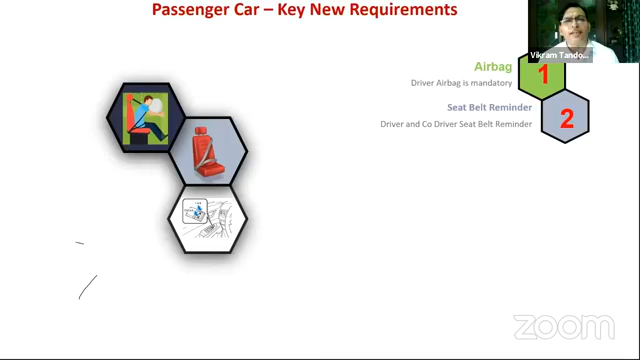 Passenger Car – Key New Requirements
Vikram Tando...
Airbag
1
Driver Airbag is mandatory
Seat Belt Reminder
2
Driver and Co Driver Seat Belt Reminder
zoom